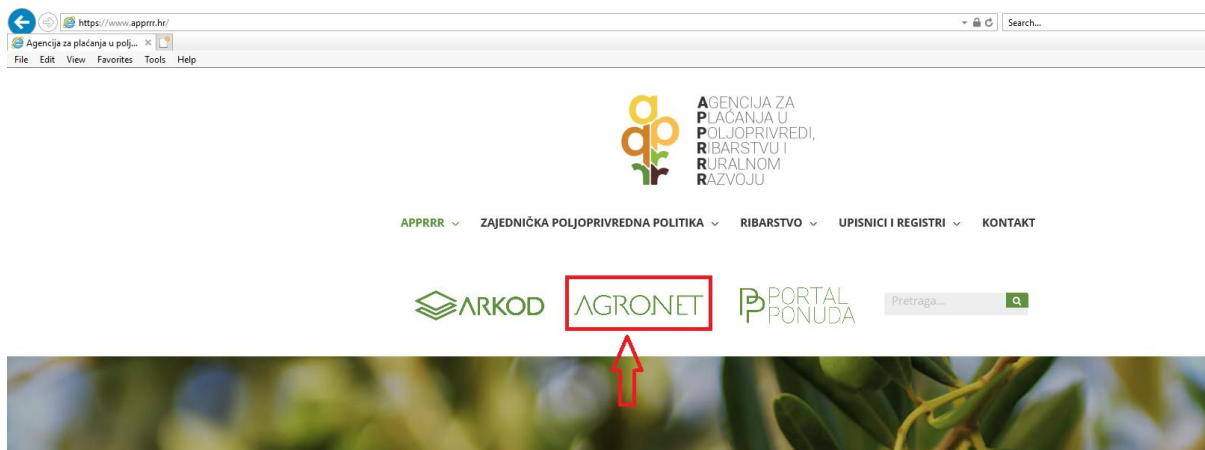 https://www.apprrr.hr/
Search...
Agencija za plaćanja u polj...
File Edit View Favorites Tools Help
AGENCIJA ZA
PLAĆANJA U
POLJOPRIVREDI,
RIBARSTVU I
RURALNOM
RAZVOJU
APPRRR ZAJEDNIČKA POLJOPRIVREDNA POLITIKA RIBARSTVO UPISNICI I REGISTRI KONTAKT
ARKOD AGRONET PP PORTAL
PONUDA
Pretraga...